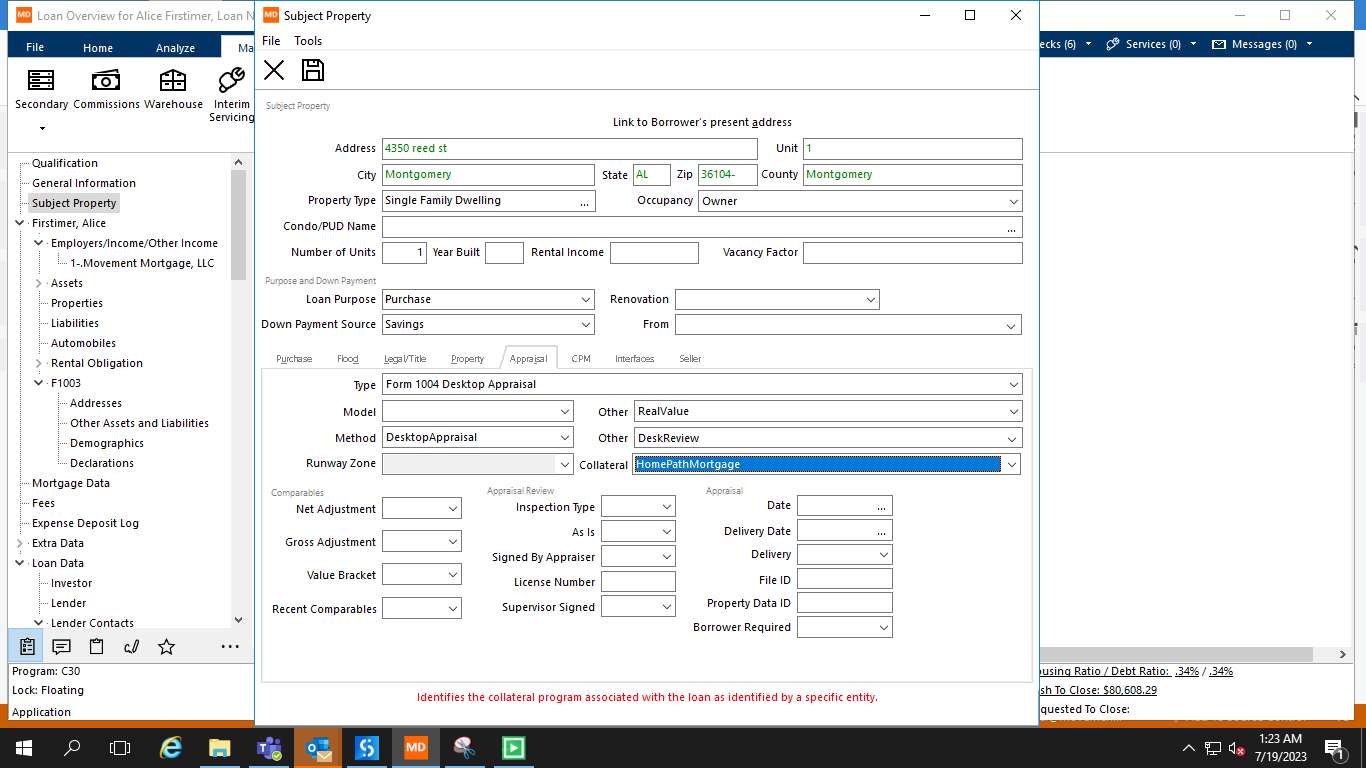 MD Loan Overview for Alice Firstimer, Loan N
MD Subject Property
File Tools
File Home Analyze Ma
ecks (6) Services (0) Messages (0)
Secondary Commissions Warehouse Interim Servicing
Qualification
General Information
Subject Property
Firstimer, Alice
Employers/Income/Other Income
1-.Movement Mortgage, LLC
Assets
Properties
Liabilities
Automobiles
Rental Obligation
F1003
Addresses
Other Assets and Liabilities
Demographics
Declarations
Mortgage Data
Fees
Expense Deposit Log
Extra Data
Loan Data
Investor
Lender
Lender Contacts
...
Program: C30
Lock: Floating
Application
Subject Property
Link to Borrower's present address
Address 4350 reed st Unit 1
City Montgomery State AL Zip 36104- County Montgomery
Property Type Single Family Dwelling ... Occupancy Owner
Condo/PUD Name ...
Number of Units 1 Year Built Rental Income Vacancy Factor
Purpose and Down Payment
Loan Purpose Purchase Renovation
Down Payment Source Savings From
Purchase Flood Legal/Title Property Appraisal CPM Interfaces Seller
Type Form 1004 Desktop Appraisal
Model Other RealValue
Method DesktopAppraisal Other DeskReview
Runway Zone Collateral HomePathMortgage
Comparables Appraisal Review Appraisal
Net Adjustment Inspection Type Date ...
Gross Adjustment As Is Delivery Date ...
Value Bracket Signed By Appraiser Delivery
License Number File ID
Recent Comparables Supervisor Signed Property Data ID
Borrower Required
Identifies the collateral program associated with the loan as identified by a specific entity.
using Ratio / Debt Ratio: .34% / .34%
sh To Close: $80,608.29
quested To Close:
MD
1:23 AM
7/19/2023
1